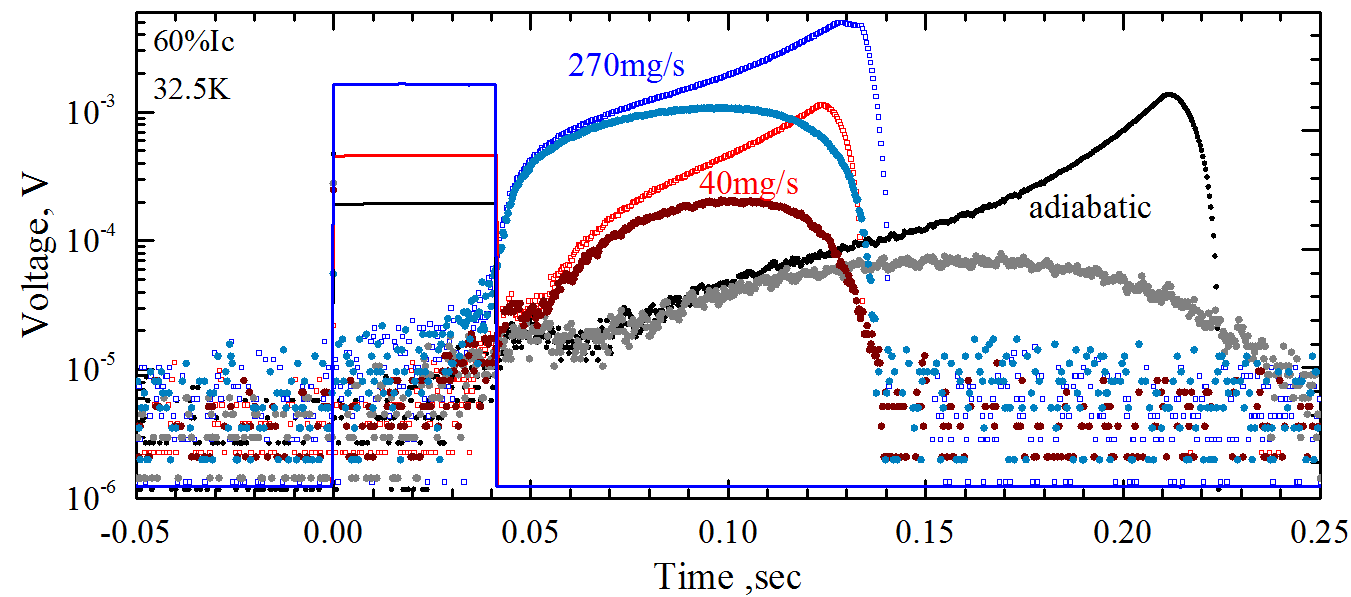 60%Ic
32.5K
270mg/s
40mg/s
adiabatic
Voltage, V
10⁻³
10⁻⁴
10⁻⁵
10⁻⁶
-0.05 0.00 0.05 0.10 0.15 0.20 0.25
Time ,sec